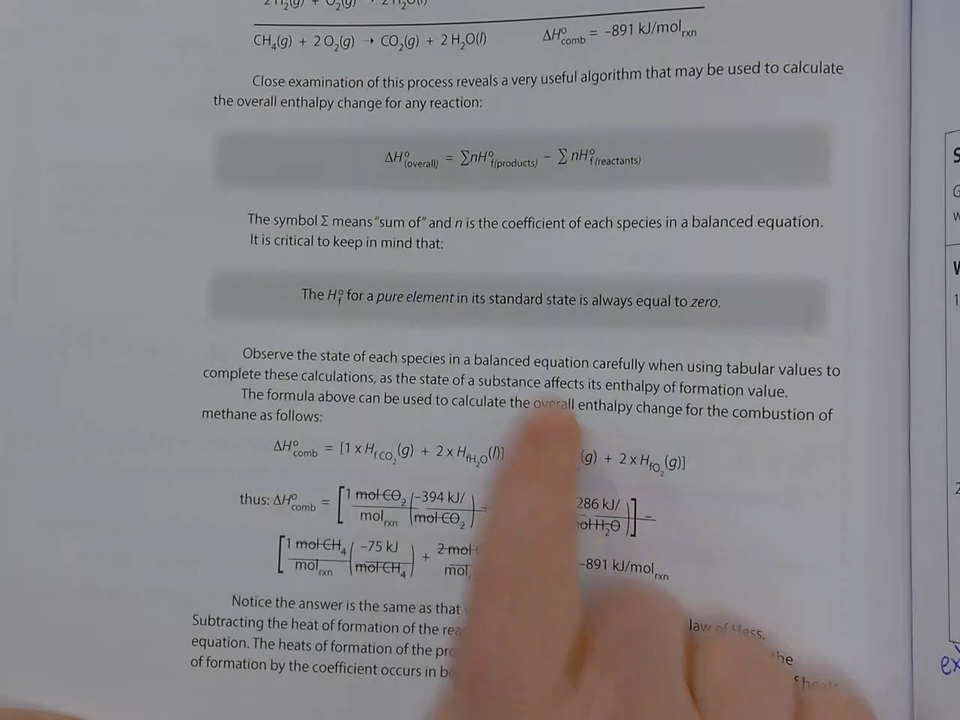 2 H₂(g) + O₂(g) → 2 H₂O(l)
CH₄(g) + 2 O₂(g) → CO₂(g) + 2 H₂O(l) ΔH°comb = −891 kJ/molrxn
Close examination of this process reveals a very useful algorithm that may be used to calculate
the overall enthalpy change for any reaction:
ΔH°(overall) = ∑nH°f(products) − ∑ nH°f(reactants)
The symbol Σ means "sum of" and n is the coefficient of each species in a balanced equation.
It is critical to keep in mind that:
The H°f for a pure element in its standard state is always equal to zero.
Observe the state of each species in a balanced equation carefully when using tabular values to
complete these calculations, as the state of a substance affects its enthalpy of formation value.
The formula above can be used to calculate the overall enthalpy change for the combustion of
methane as follows:
ΔH°comb = [1 x HfCO₂(g) + 2 x HfH₂O(l)] (g) + 2 x HfO₂(g)]
thus: ΔH°comb = [1 mol CO₂/molrxn (−394 kJ/mol CO₂) + 286 kJ/ mol H₂O)] −
[1 mol CH₄/molrxn (−75 kJ/mol CH₄) + 2 mol mol −891 kJ/molrxn
Notice the answer is the same as that law of Hess.
Subtracting the heat of formation of the
equation. The heats of formation of the the
of formation by the coefficient occurs in